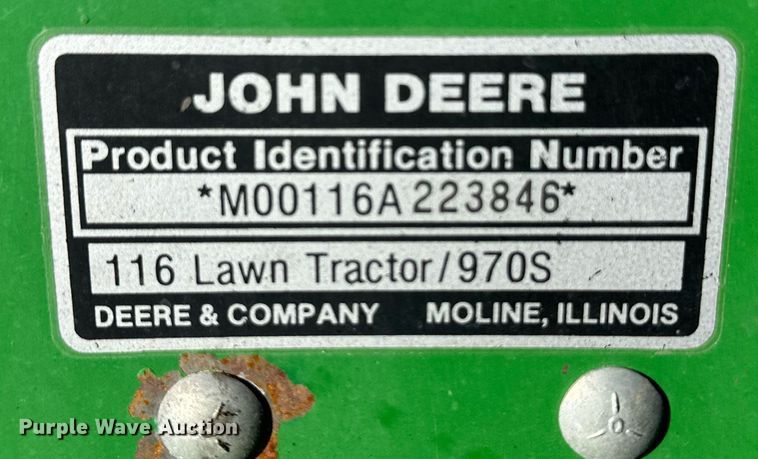 JOHN DEERE
Product Identification Number
*M00116A223846*
116 Lawn Tractor/970S
DEERE & COMPANY MOLINE, ILLINOIS
Purple Wave Auction